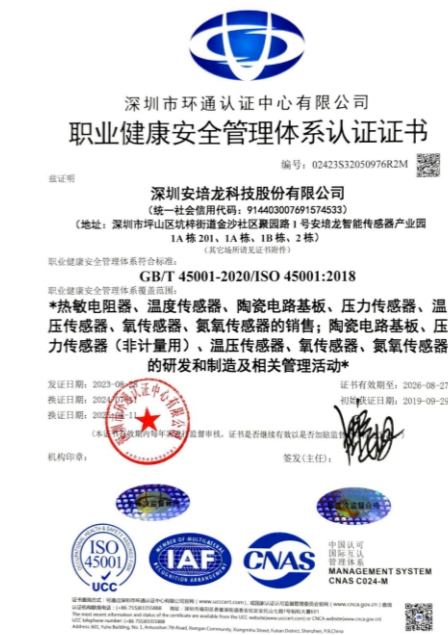 深圳市环通认证中心有限公司
职业健康安全管理体系认证证书
编号：02423S32050976R2M
兹证明
深圳安培龙科技股份有限公司
（统一社会信用代码：914403007691574533）
（地址：深圳市坪山区坑梓街道金沙社区聚园路1号安培龙智能传感器产业园
1A栋201、1A栋、1B栋、2栋）
（其它场所请见证书附件）
职业健康安全管理体系符合标准：
GB/T 45001-2020/ISO 45001:2018
职业健康安全管理体系覆盖范围：
*热敏电阻器、温度传感器、陶瓷电路基板、压力传感器、温
压传感器、氧传感器、氮氧传感器的销售；陶瓷电路基板、压
力传感器（非计量用）、温压传感器、氧传感器、氮氧传感器
的研发和制造及相关管理活动*
发证日期：2023-08-28
证书有效期至：2026-08-27
换证日期：
初始获证日期：2019-09-29
换证日期：
机构印章：
签发(主任)：
ISO
45001
UCC
MEMBER OF MULTILATERAL
IAF
RECOGNITION ARRANGEMENT
CNAS
中国认可
国际互认
管理体系
MANAGEMENT SYSTEM
CNAS C024-M